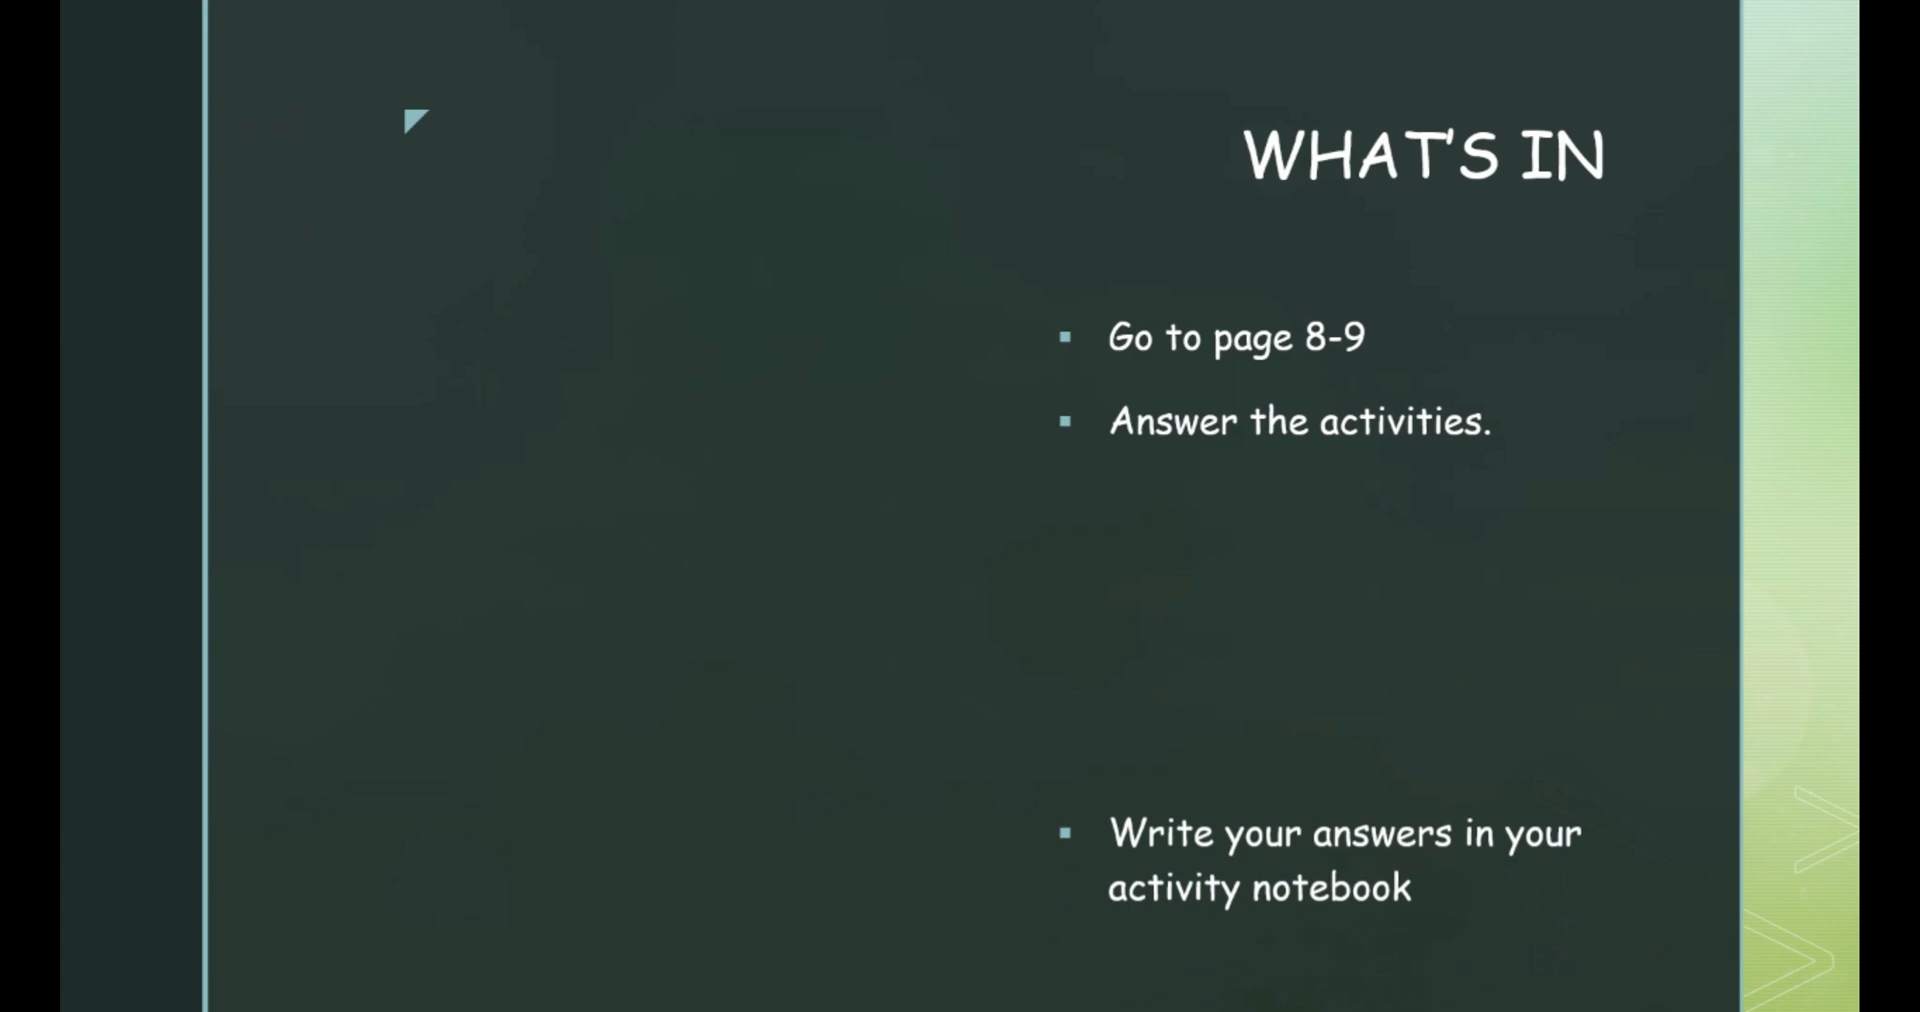 WHAT'S IN
▪ Go to page 8-9
▪ Answer the activities.
▪ Write your answers in your
activity notebook